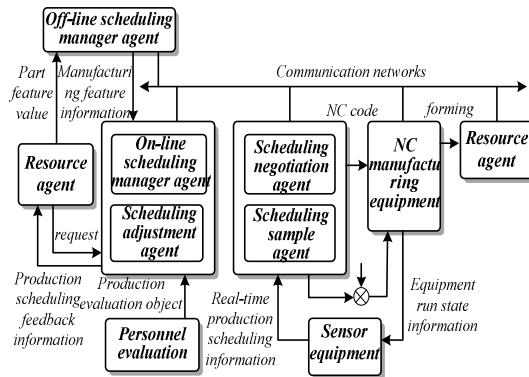 Off-line scheduling
manager agent
Part
feature
value
Manufacturi
ng feature
information
Communication networks
NC code
forming
Resource
agent
On-line
scheduling
manager agent
Scheduling
adjustment
agent
Scheduling
negotiation
agent
Scheduling
sample
agent
NC
manufactu
ring
equipment
Resource
agent
request
Production
scheduling
feedback
information
Production
evaluation object
Personnel
evaluation
Real-time
production
scheduling
information
Sensor
equipment
Equipment
run state
information